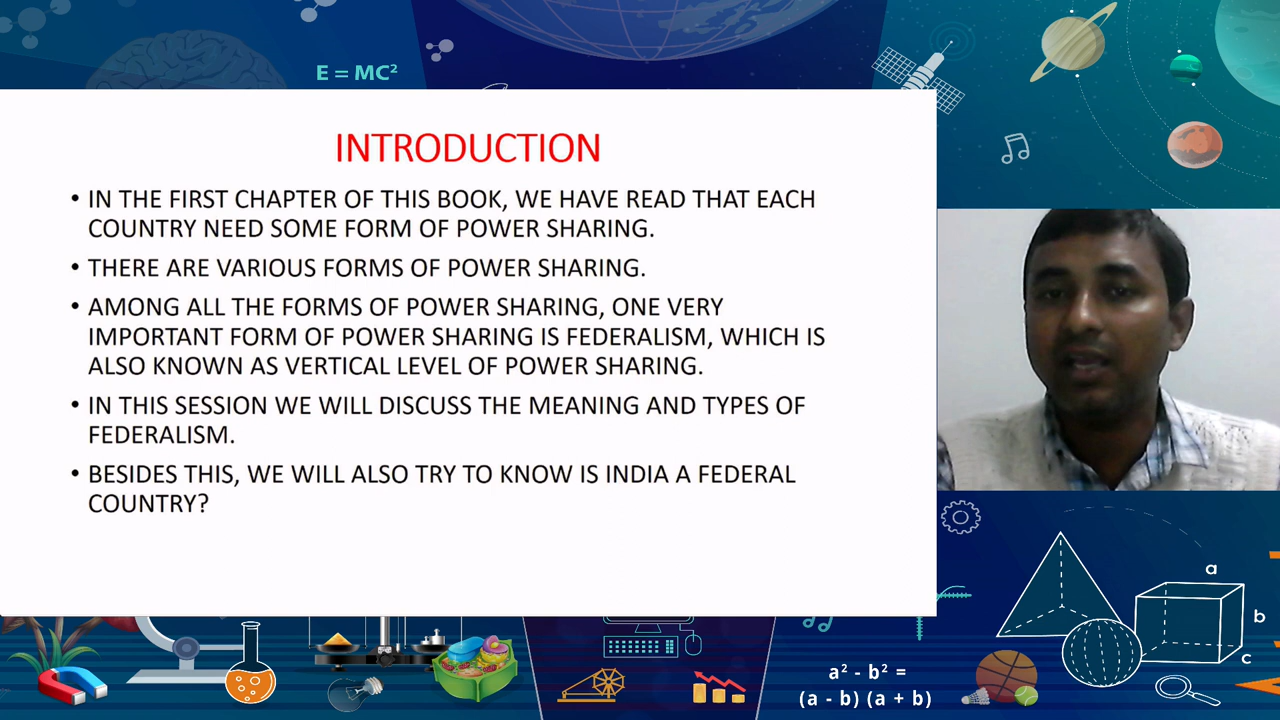 E = MC²
INTRODUCTION
• IN THE FIRST CHAPTER OF THIS BOOK, WE HAVE READ THAT EACH
COUNTRY NEED SOME FORM OF POWER SHARING.
• THERE ARE VARIOUS FORMS OF POWER SHARING.
• AMONG ALL THE FORMS OF POWER SHARING, ONE VERY
IMPORTANT FORM OF POWER SHARING IS FEDERALISM, WHICH IS
ALSO KNOWN AS VERTICAL LEVEL OF POWER SHARING.
• IN THIS SESSION WE WILL DISCUSS THE MEANING AND TYPES OF
FEDERALISM.
• BESIDES THIS, WE WILL ALSO TRY TO KNOW IS INDIA A FEDERAL
COUNTRY?
a
b
c
a² - b² =
(a - b) (a + b)